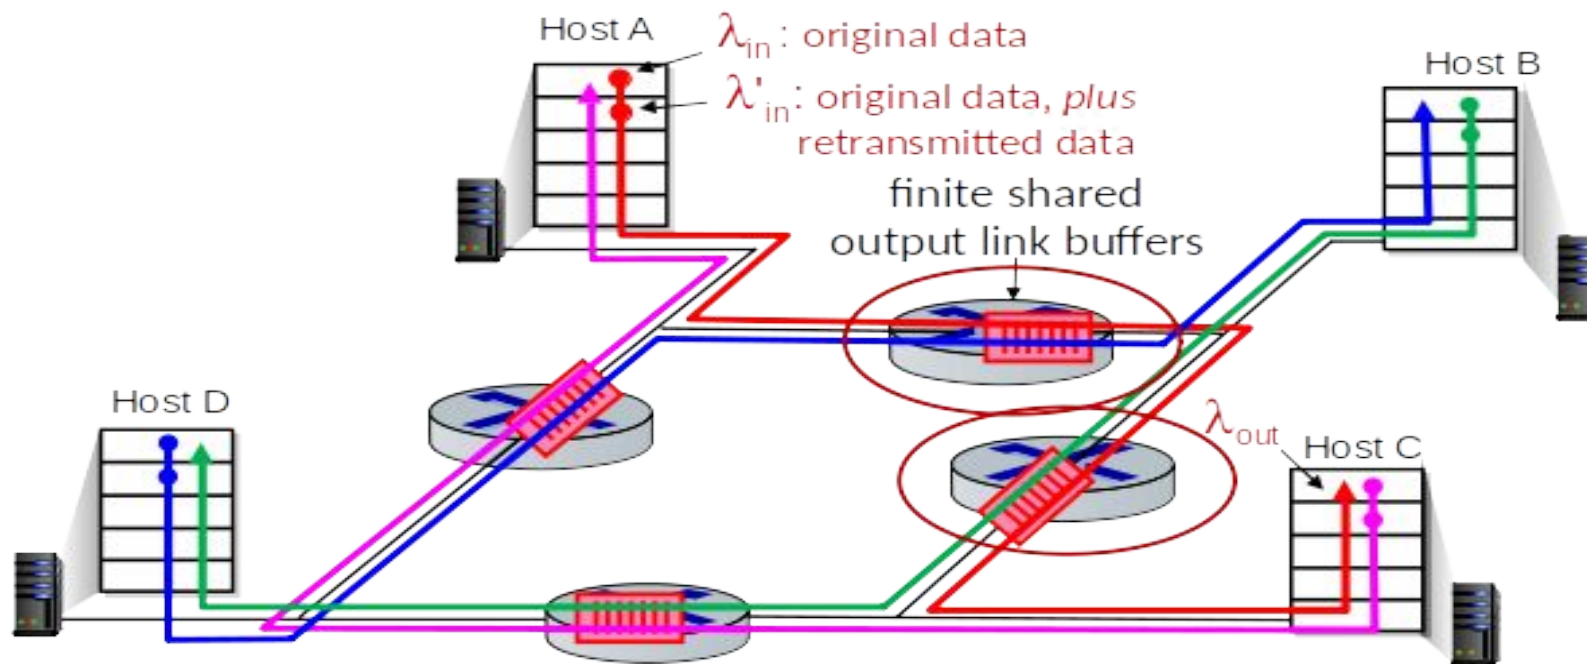 Host A
λin : original data
λ'in: original data, plus
retransmitted data
Host B
finite shared
output link buffers
Host D
λout
Host C